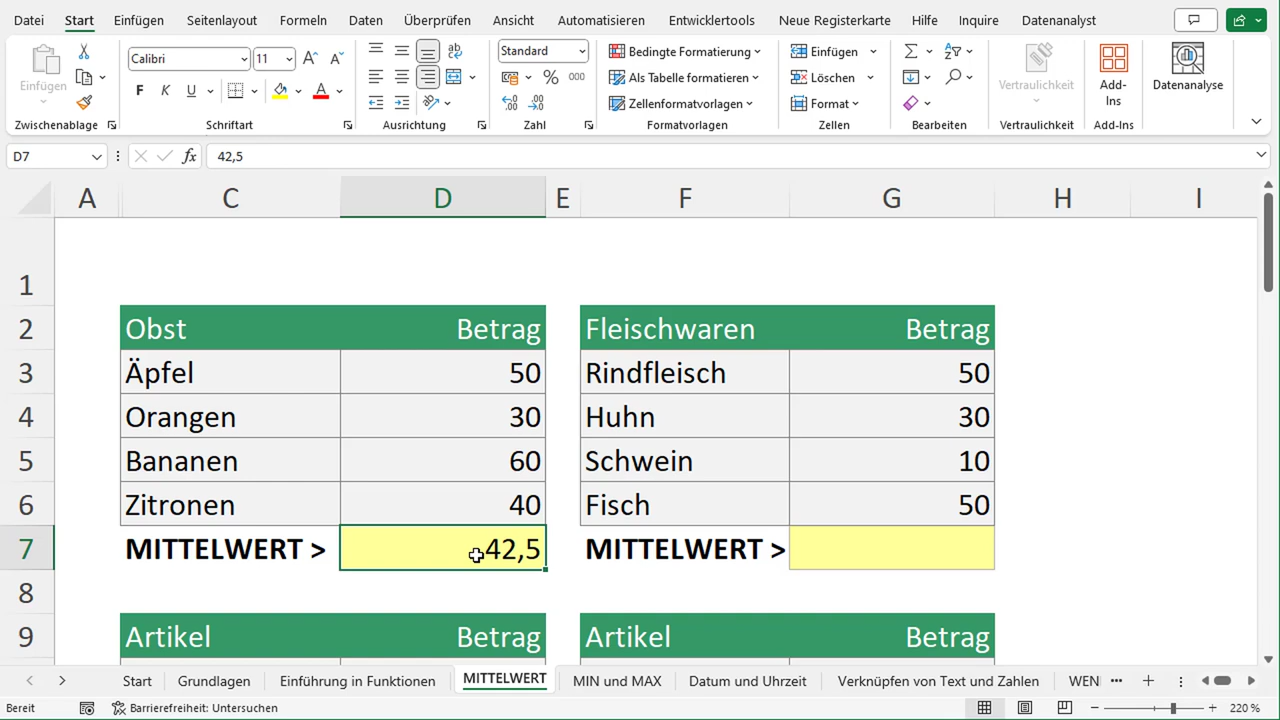 Datei Start Einfügen Seitenlayout Formeln Daten Überprüfung Ansicht Automatisieren Entwicklertools Neue Registerkarte Hilfe Inquire Datenanalyst
Calibri 11 Standard Bedingte Formatierung Einfügen
Einfügen Als Tabelle formatieren Löschen Vertraulichkeit Add-Ins Datenanalyse
F K U A % 000 Zellenformatvorlagen Format
Zwischenablage Schriftart Ausrichtung Zahl Formatvorlagen Zellen Bearbeiten Vertraulichkeit Add-Ins
D7 fx 42,5
A C D E F G H I
1
2 Obst Betrag Fleischwaren Betrag
3 Äpfel 50 Rindfleisch 50
4 Orangen 30 Huhn 30
5 Bananen 60 Schwein 10
6 Zitronen 40 Fisch 50
7 MITTELWERT > 42,5 MITTELWERT >
8
9 Artikel Betrag Artikel Betrag
Start Grundlagen Einführung in Funktionen MITTELWERT MIN und MAX Datum und Uhrzeit Verknüpfen von Text und Zahlen WEN
Bereit Barrierefreiheit: Untersuchen 220 %